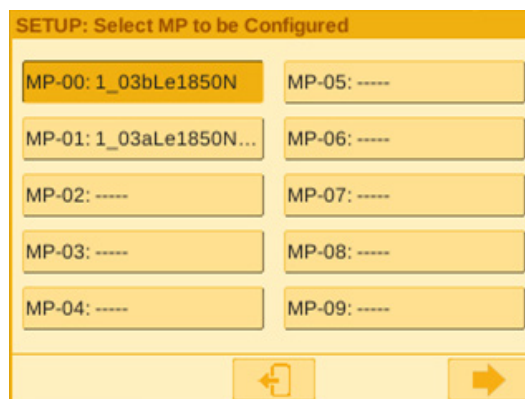 SETUP: Select MP to be Configured
MP-00: 1_03bLe1850N
MP-01: 1_03aLe1850N...
MP-02: -----
MP-03: -----
MP-04: -----
MP-05: -----
MP-06: -----
MP-07: -----
MP-08: -----
MP-09: -----